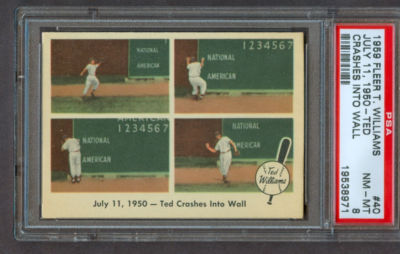 NATIONAL
AMERICAN
1234567
NATIONAL
AMERICAN
AMERICAN
1234
NATIONAL
AMERICAN
NATIONAL
AMERICAN
Ted
Williams
July 11, 1950 — Ted Crashes Into Wall
PSA
1959 FLEER T. WILLIAMS #40
JULY 11, 1950-TED NM-MT
CRASHES INTO WALL 8
19538971